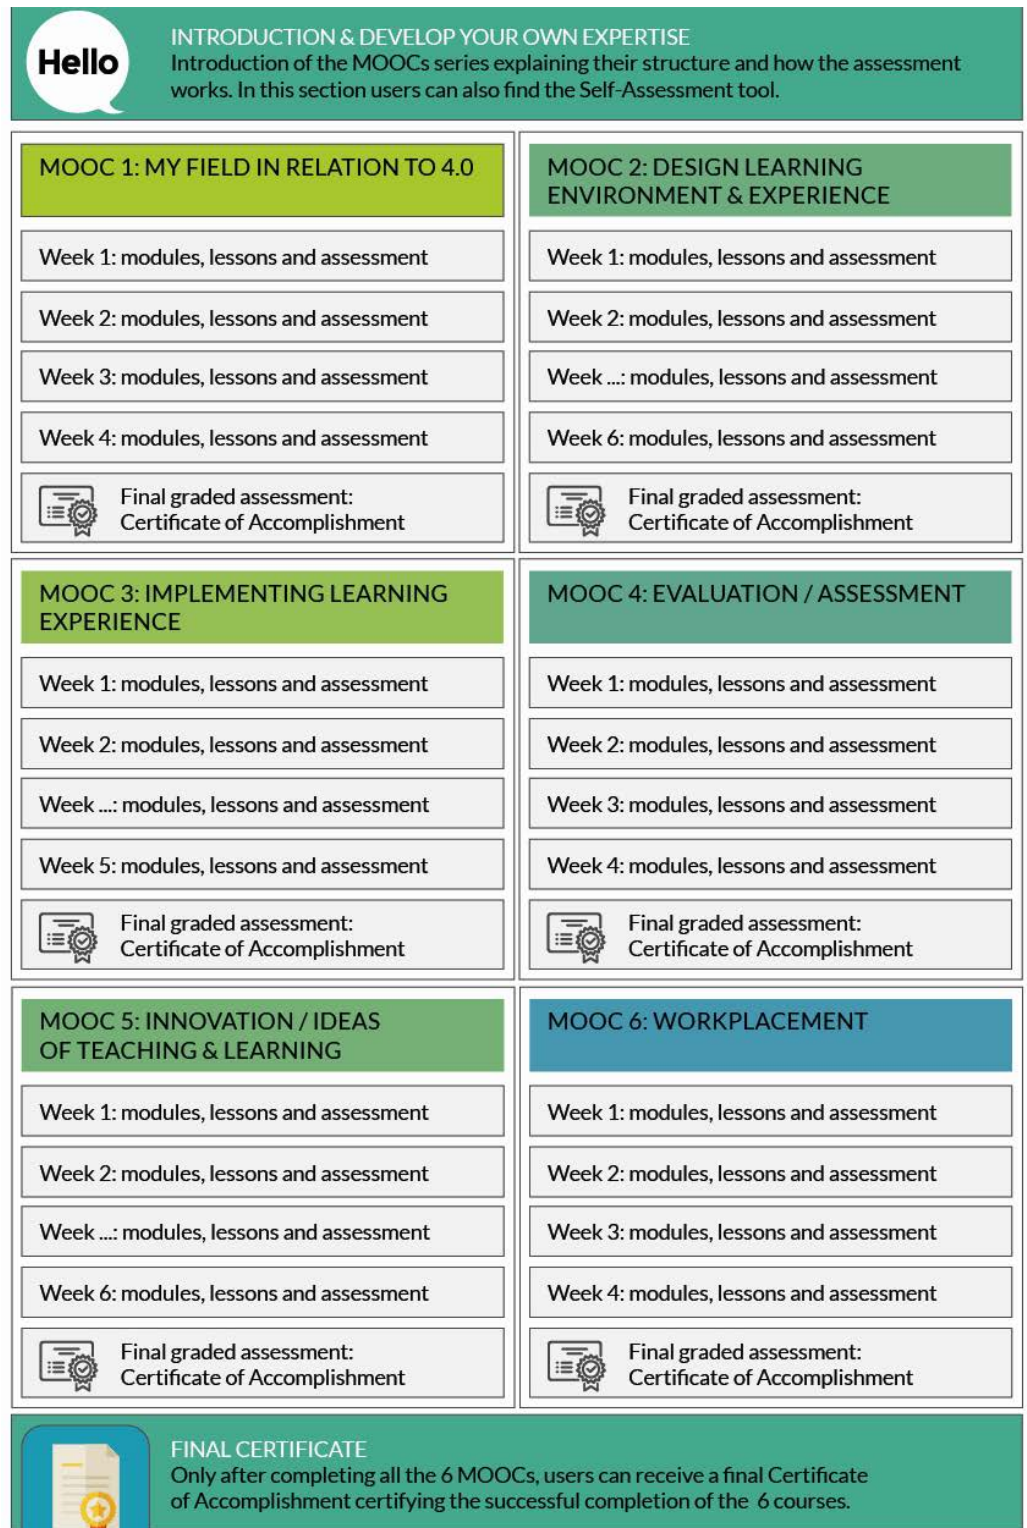 Hello
INTRODUCTION & DEVELOP YOUR OWN EXPERTISE
Introduction of the MOOCs series explaining their structure and how the assessment
works. In this section users can also find the Self-Assessment tool.
MOOC 1: MY FIELD IN RELATION TO 4.0
Week 1: modules, lessons and assessment
Week 2: modules, lessons and assessment
Week 3: modules, lessons and assessment
Week 4: modules, lessons and assessment
Final graded assessment:
Certificate of Accomplishment
MOOC 2: DESIGN LEARNING
ENVIRONMENT & EXPERIENCE
Week 1: modules, lessons and assessment
Week 2: modules, lessons and assessment
Week ...: modules, lessons and assessment
Week 6: modules, lessons and assessment
Final graded assessment:
Certificate of Accomplishment
MOOC 3: IMPLEMENTING LEARNING
EXPERIENCE
Week 1: modules, lessons and assessment
Week 2: modules, lessons and assessment
Week ...: modules, lessons and assessment
Week 5: modules, lessons and assessment
Final graded assessment:
Certificate of Accomplishment
MOOC 4: EVALUATION / ASSESSMENT
Week 1: modules, lessons and assessment
Week 2: modules, lessons and assessment
Week 3: modules, lessons and assessment
Week 4: modules, lessons and assessment
Final graded assessment:
Certificate of Accomplishment
MOOC 5: INNOVATION / IDEAS
OF TEACHING & LEARNING
Week 1: modules, lessons and assessment
Week 2: modules, lessons and assessment
Week ...: modules, lessons and assessment
Week 6: modules, lessons and assessment
Final graded assessment:
Certificate of Accomplishment
MOOC 6: WORKPLACEMENT
Week 1: modules, lessons and assessment
Week 2: modules, lessons and assessment
Week 3: modules, lessons and assessment
Week 4: modules, lessons and assessment
Final graded assessment:
Certificate of Accomplishment
FINAL CERTIFICATE
Only after completing all the 6 MOOCs, users can receive a final Certificate
of Accomplishment certifying the successful completion of the 6 courses.